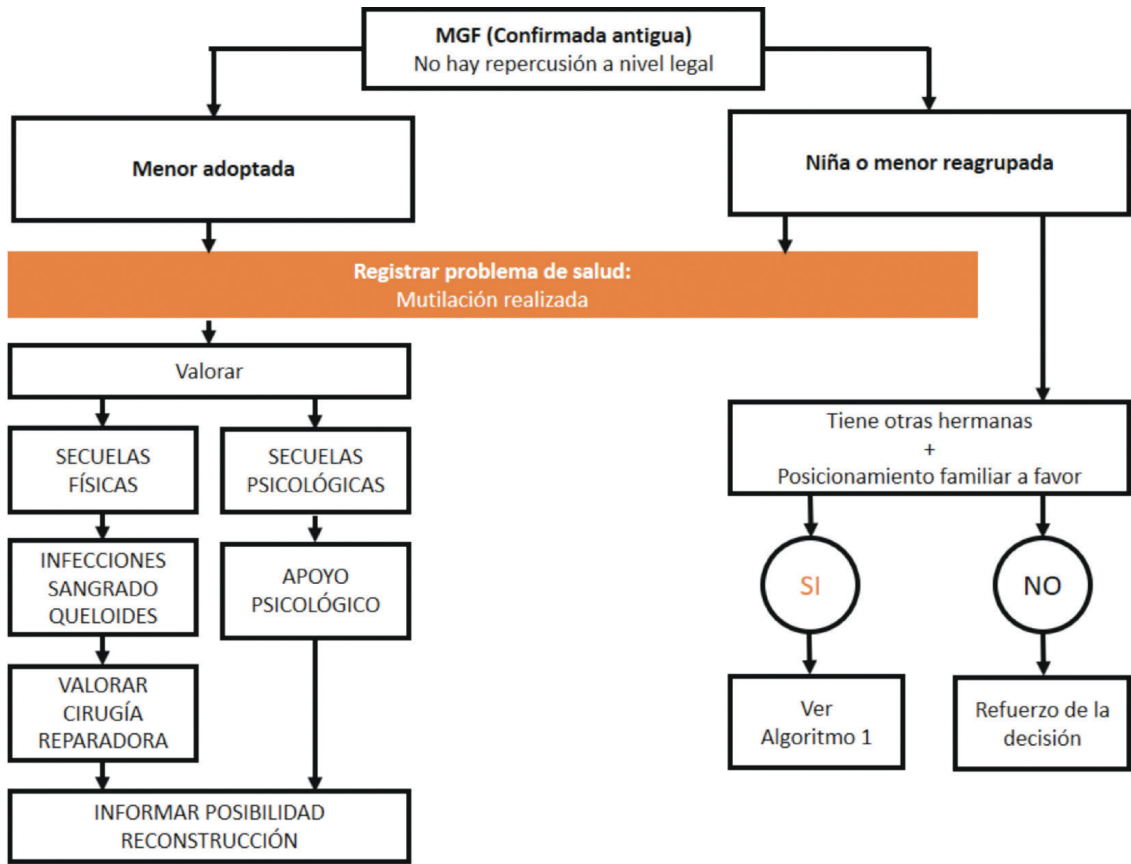 MGF (Confirmada antigua)
No hay repercusión a nivel legal
Menor adoptada
Niña o menor reagrupada
Registrar problema de salud:
Mutilación realizada
Valorar
SECUELAS
FÍSICAS
SECUELAS
PSICOLÓGICAS
INFECCIONES
SANGRADO
QUELOIDES
APOYO
PSICOLÓGICO
VALORAR
CIRUGÍA
REPARADORA
INFORMAR POSIBILIDAD
RECONSTRUCCIÓN
Tiene otras hermanas
+
Posicionamiento familiar a favor
SI
NO
Ver
Algoritmo 1
Refuerzo de la
decisión